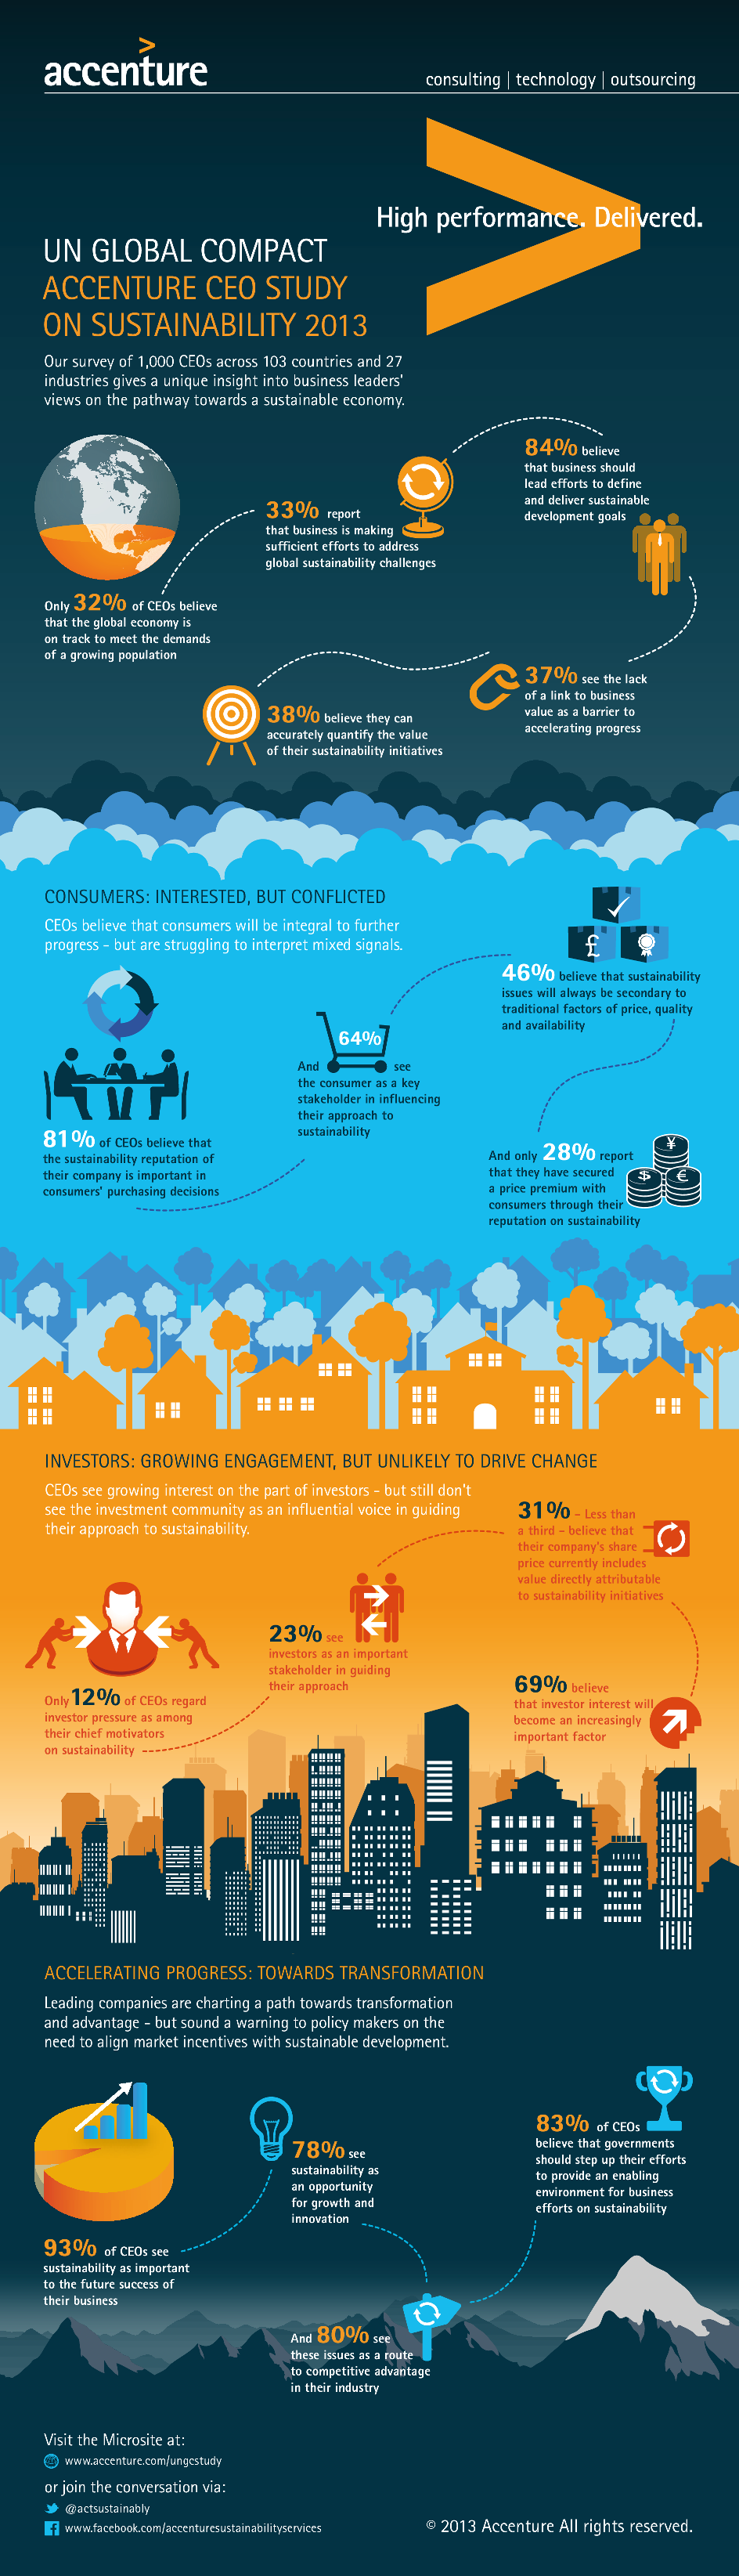 accenture
consulting | technology | outsourcing
High performance. Delivered.
UN GLOBAL COMPACT
ACCENTURE CEO STUDY
ON SUSTAINABILITY 2013
Our survey of 1,000 CEOs across 103 countries and 27
industries gives a unique insight into business leaders'
views on the pathway towards a sustainable economy.
Only 32% of CEOs believe
that the global economy is
on track to meet the demands
of a growing population
33% report
that business is making
sufficient efforts to address
global sustainability challenges
84% believe
that business should
lead efforts to define
and deliver sustainable
development goals
37% see the lack
of a link to business
value as a barrier to
accelerating progress
38% believe they can
accurately quantify the value
of their sustainability initiatives
CONSUMERS: INTERESTED, BUT CONFLICTED
CEOs believe that consumers will be integral to further
progress - but are struggling to interpret mixed signals.
81% of CEOs believe that
the sustainability reputation of
their company is important in
consumers' purchasing decisions
64%
And see
the consumer as a key
stakeholder in influencing
their approach to
sustainability
£
46% believe that sustainability
issues will always be secondary to
traditional factors of price, quality
and availability
And only 28% report
that they have secured
a price premium with
consumers through their
reputation on sustainability
¥
$ €
INVESTORS: GROWING ENGAGEMENT, BUT UNLIKELY TO DRIVE CHANGE
CEOs see growing interest on the part of investors - but still don't
see the investment community as an influential voice in guiding
their approach to sustainability.
Only 12% of CEOs regard
investor pressure as among
their chief motivators
on sustainability
23% see
investors as an important
stakeholder in guiding
their approach
31% - Less than
a third - believe that
their company's share
price currently includes
value directly attributable
to sustainability initiatives
69% believe
that investor interest will
become an increasingly
important factor
ACCELERATING PROGRESS: TOWARDS TRANSFORMATION
Leading companies are charting a path towards transformation
and advantage - but sound a warning to policy makers on the
need to align market incentives with sustainable development.
93% of CEOs see
sustainability as important
to the future success of
their business
78% see
sustainability as
an opportunity
for growth and
innovation
And 80% see
these issues as a route
to competitive advantage
in their industry
83% of CEOs
believe that governments
should step up their efforts
to provide an enabling
environment for business
efforts on sustainability
Visit the Microsite at:
www.accenture.com/ungcstudy
or join the conversation via:
@actsustainably
www.facebook.com/accenturesustainabilityservices
© 2013 Accenture All rights reserved.